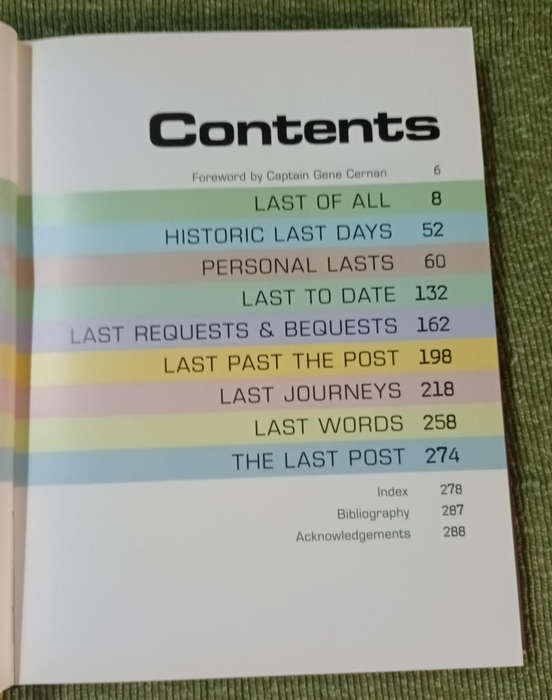 Contents
Foreword by Captain Gene Cernan 6
LAST OF ALL 8
HISTORIC LAST DAYS 52
PERSONAL LASTS 60
LAST TO DATE 132
LAST REQUESTS & BEQUESTS 162
LAST PAST THE POST 198
LAST JOURNEYS 218
LAST WORDS 258
THE LAST POST 274
Index 278
Bibliography 287
Acknowledgements 288